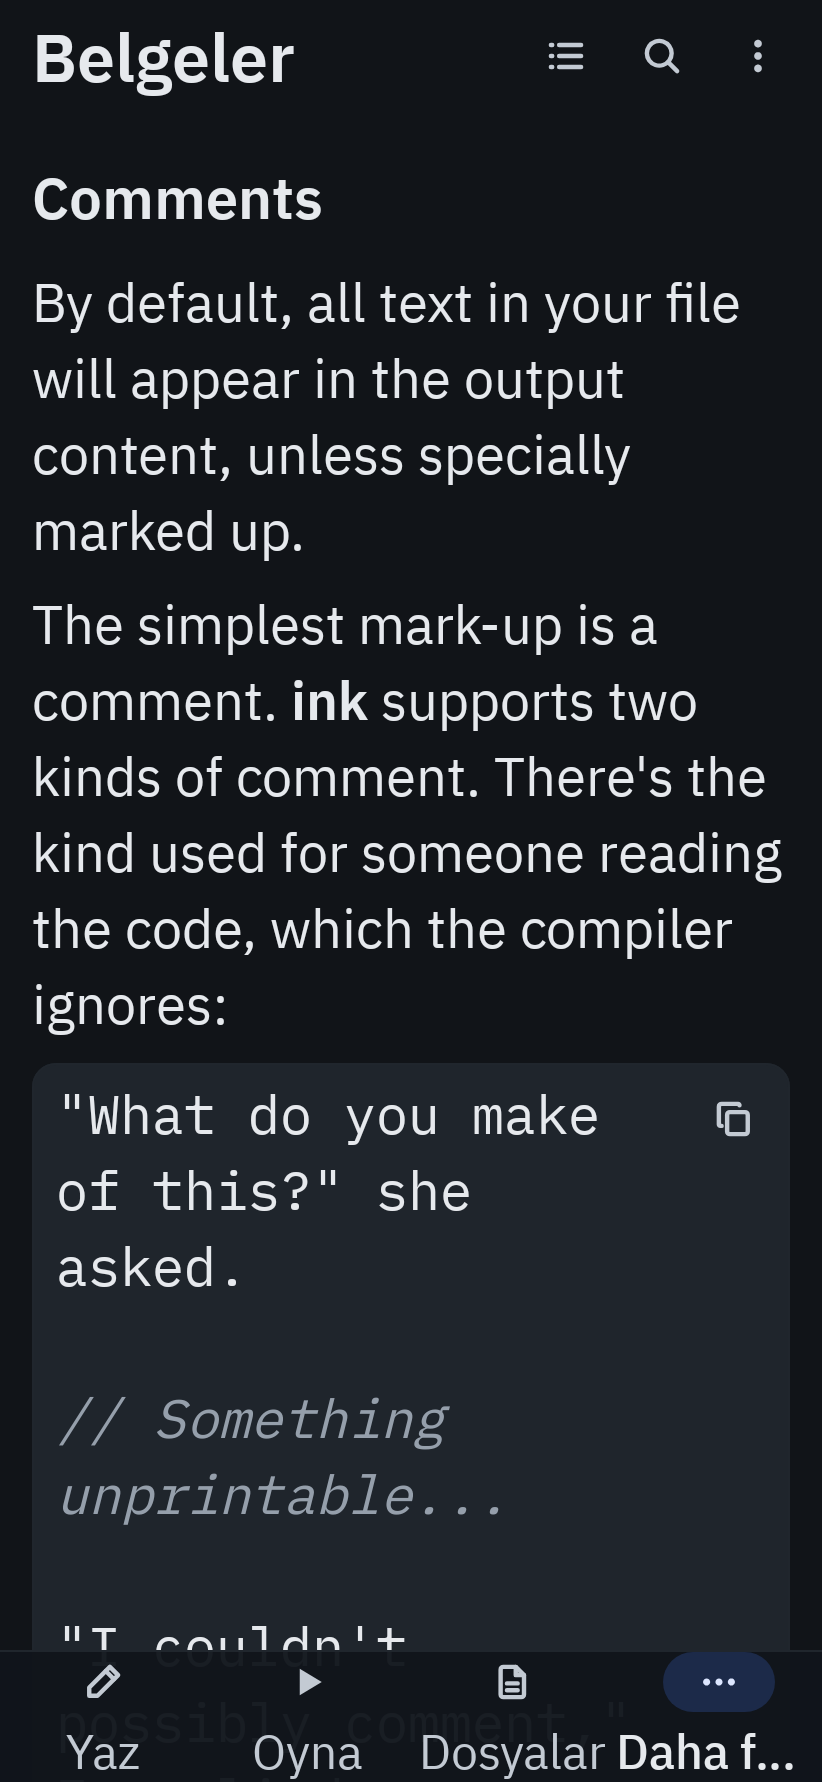 Belgeler
Comments
By default, all text in your file
will appear in the output
content, unless specially
marked up.
The simplest mark-up is a
comment. ink supports two
kinds of comment. There's the
kind used for someone reading
the code, which the compiler
ignores:
"What do you make
of this?" she
asked.
// Something
unprintable...
"I couldn't
possibly comment,"
Yaz
Oyna
Dosyalar
Daha f...